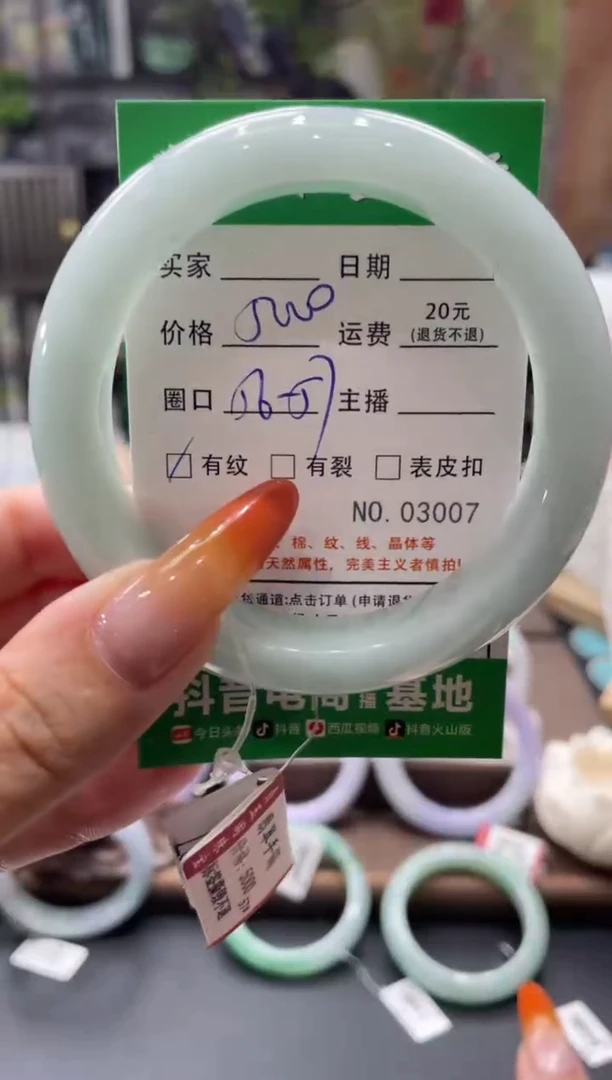 买家 日期
价格 5000 运费 20元
(退货不退)
圈口 主播
有纹 有裂 表皮扣
NO. 03007
棉、纹、线、晶体等
天然属性，完美主义者慎拍!
通道:点击订单 (申请退
抖音电商 播 基地
今日头 抖音 西瓜视频 抖音火山版